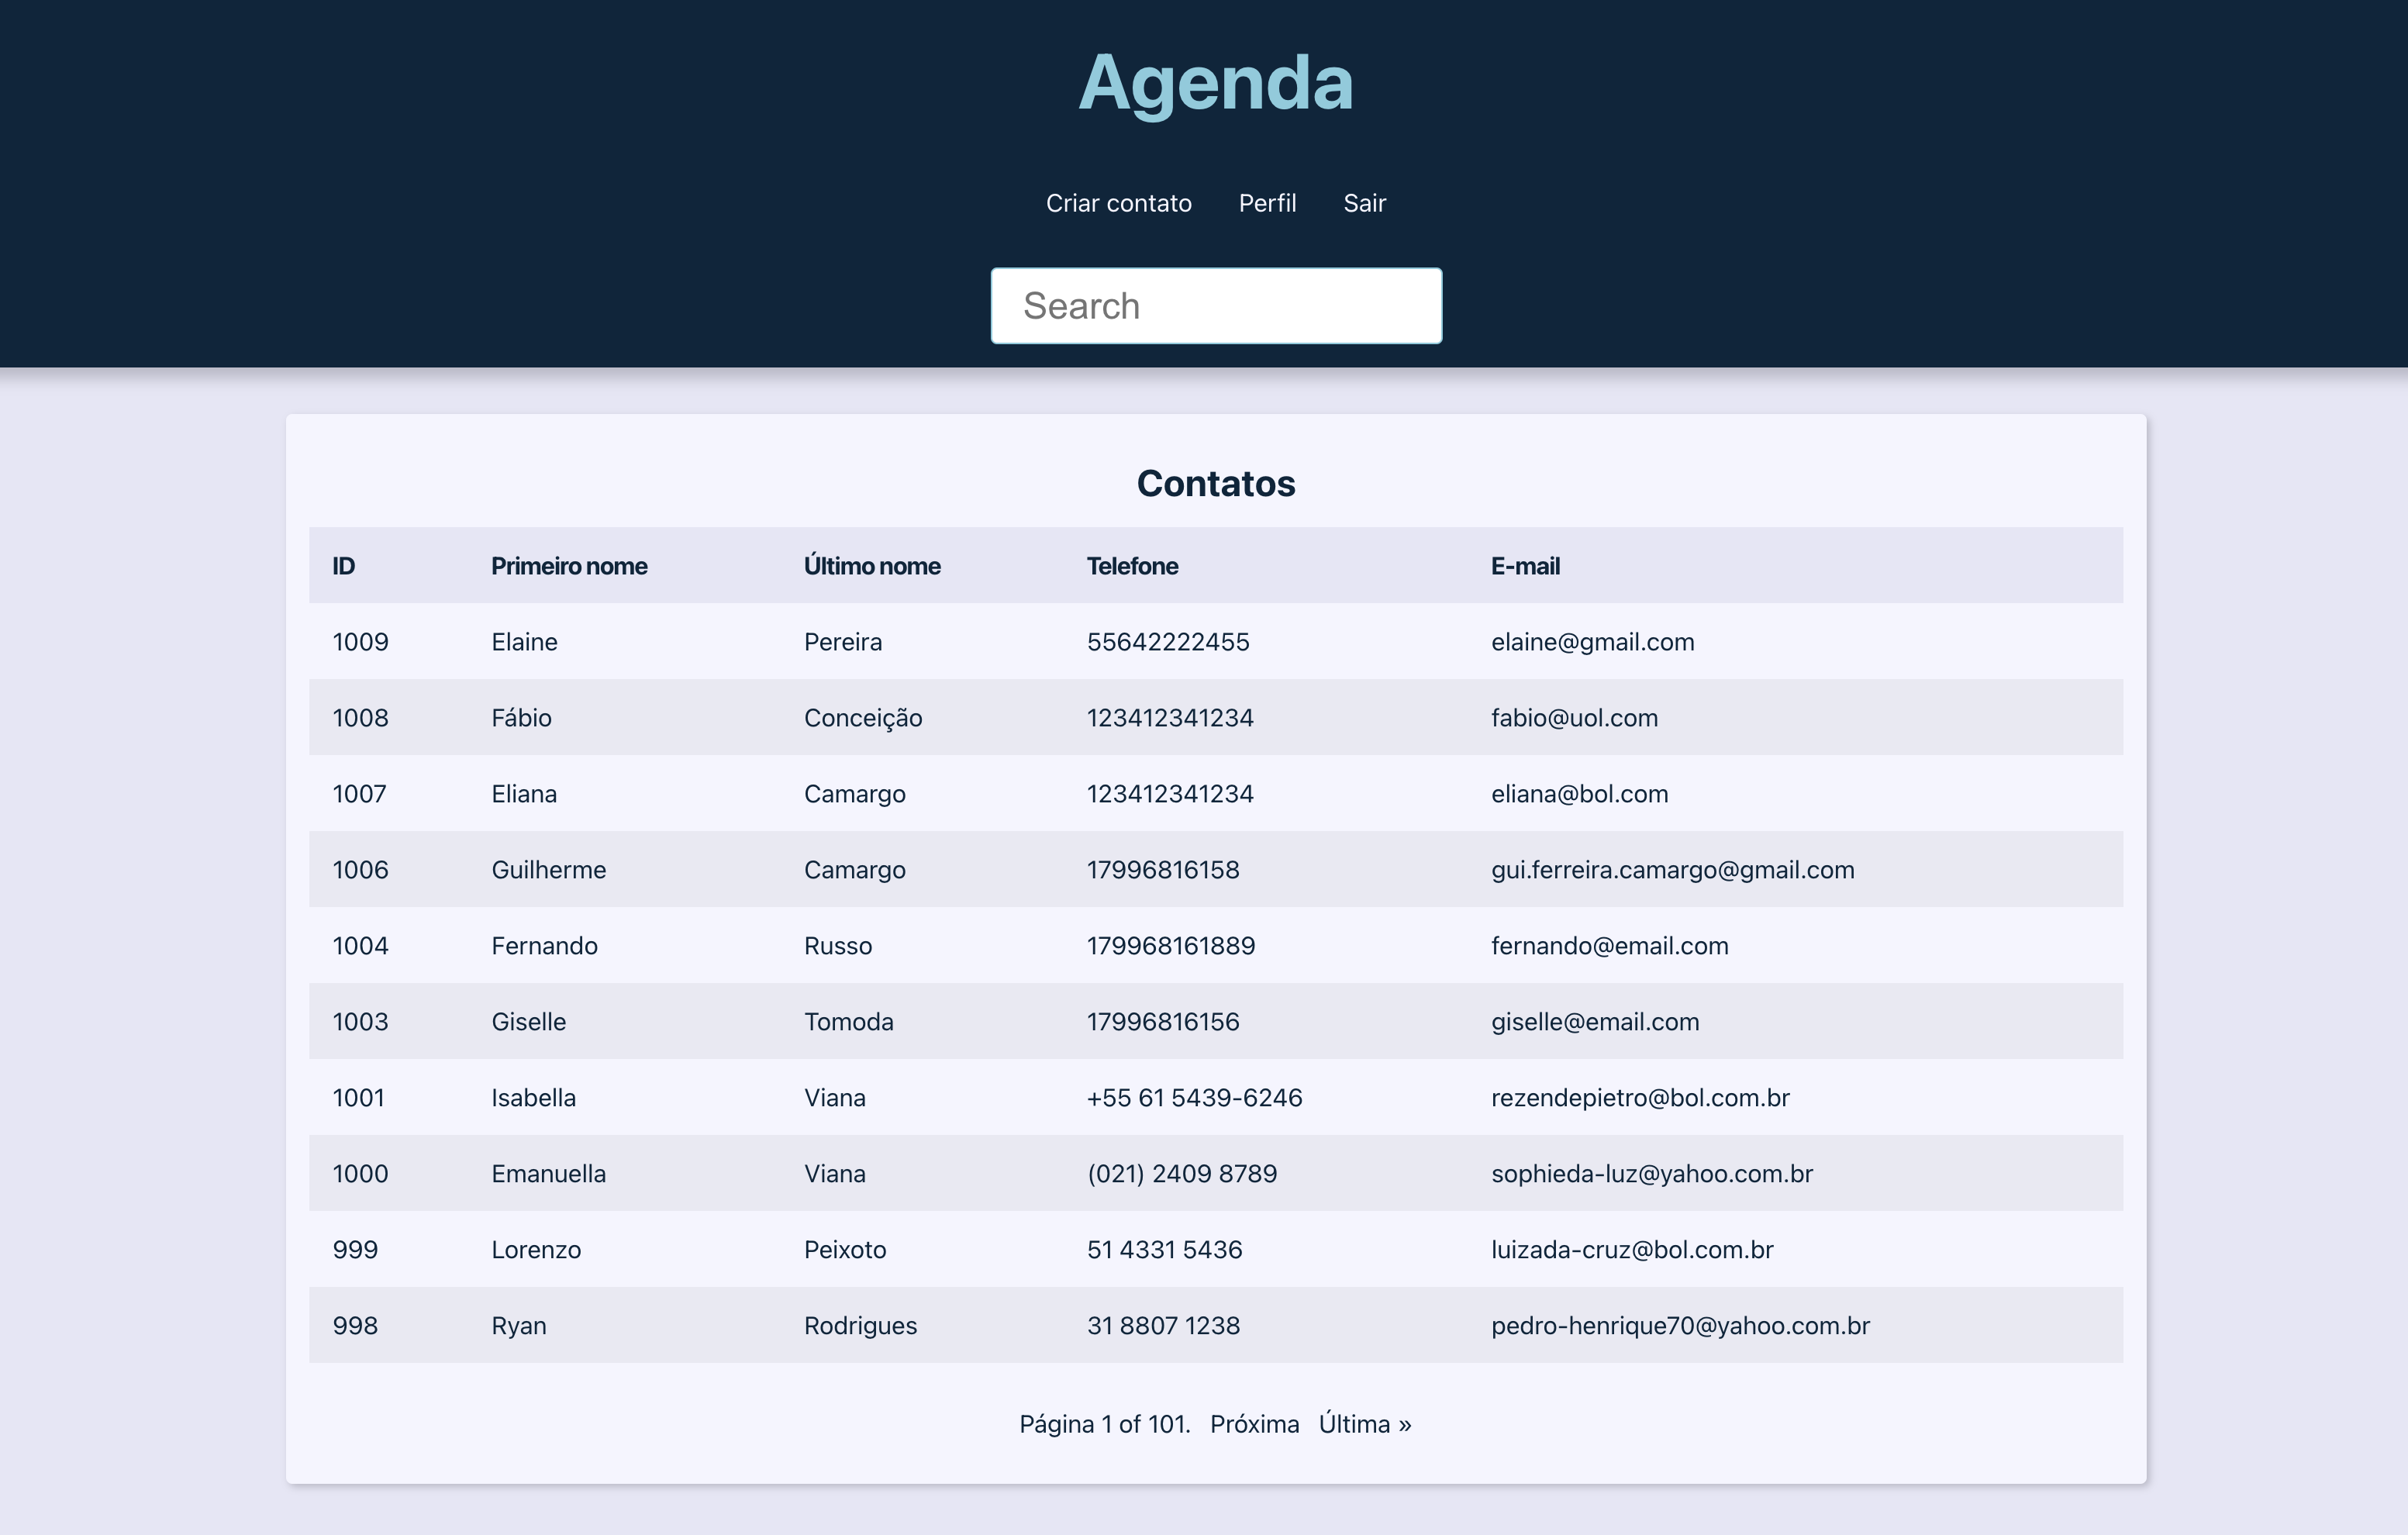 Agenda
Criar contato Perfil Sair
Search
Contatos
ID Primeiro nome Último nome Telefone E-mail
1009 Elaine Pereira 55642222455 elaine@gmail.com
1008 Fábio Conceição 123412341234 fabio@uol.com
1007 Eliana Camargo 123412341234 eliana@bol.com
1006 Guilherme Camargo 17996816158 gui.ferreira.camargo@gmail.com
1004 Fernando Russo 179968161889 fernando@email.com
1003 Giselle Tomoda 17996816156 giselle@email.com
1001 Isabella Viana +55 61 5439-6246 rezendepietro@bol.com.br
1000 Emanuella Viana (021) 2409 8789 sophieda-luz@yahoo.com.br
999 Lorenzo Peixoto 51 4331 5436 luizada-cruz@bol.com.br
998 Ryan Rodrigues 31 8807 1238 pedro-henrique70@yahoo.com.br
Página 1 of 101. Próxima Última »